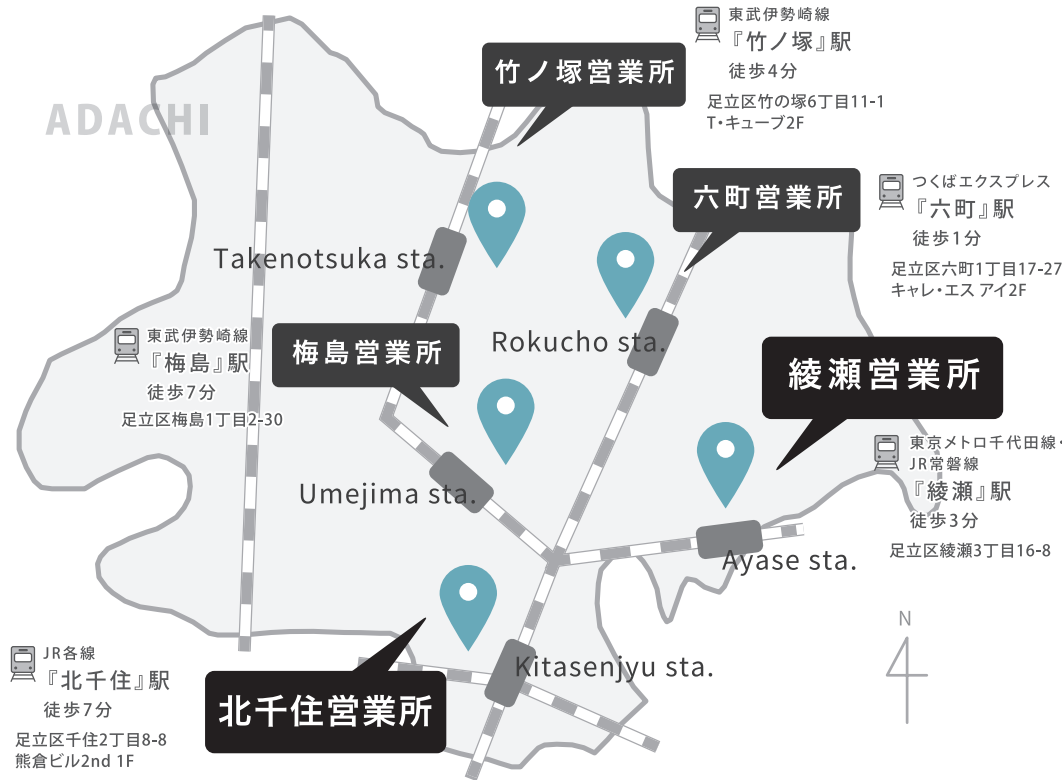 ADACHI
東武伊勢崎線
『竹ノ塚』駅
徒歩4分
足立区竹の塚6丁目11-1
T・キューブ2F
竹ノ塚営業所
六町営業所
つくばエクスプレス
『六町』駅
徒歩1分
足立区六町1丁目17-27
キャレ・エス アイ2F
Takenotsuka sta.
Rokucho sta.
東武伊勢崎線
『梅島』駅
徒歩7分
足立区梅島1丁目2-30
梅島営業所
綾瀬営業所
東京メトロ千代田線・
JR常磐線
『綾瀬』駅
徒歩3分
足立区綾瀬3丁目16-8
Umejima sta.
Ayase sta.
N
JR各線
『北千住』駅
徒歩7分
足立区千住2丁目8-8
熊倉ビル2nd 1F
北千住営業所
Kitasenjyu sta.